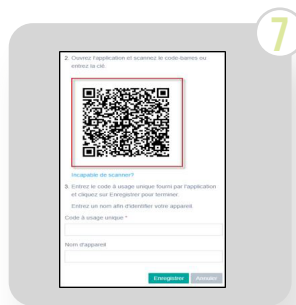 7
2. Ouvrez l'application et scannez le code-barres ou
entrez la clé.
Incapable de scanner?
3. Entrez le code à usage unique fourni par l'application
et cliquez sur Enregistrer pour terminer.
Entrez un nom afin d'identifier votre appareil.
Code à usage unique *
Nom d'appareil
Enregistrer Annuler